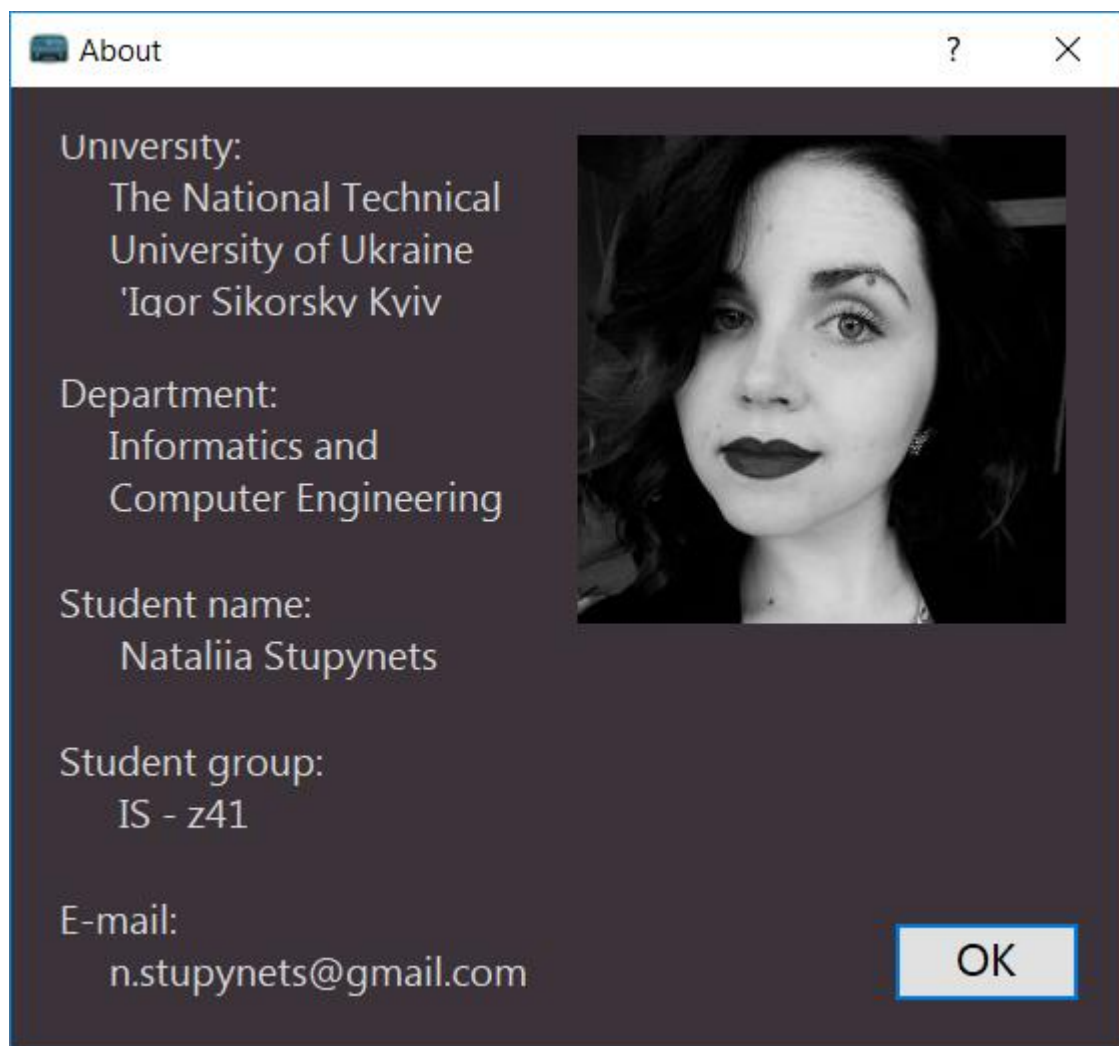 About
?
University:
The National Technical
University of Ukraine
'Igor Sikorsky Kyiv
Department:
Informatics and
Computer Engineering
Student name:
Nataliia Stupynets
Student group:
IS - z41
E-mail:
n.stupynets@gmail.com
OK